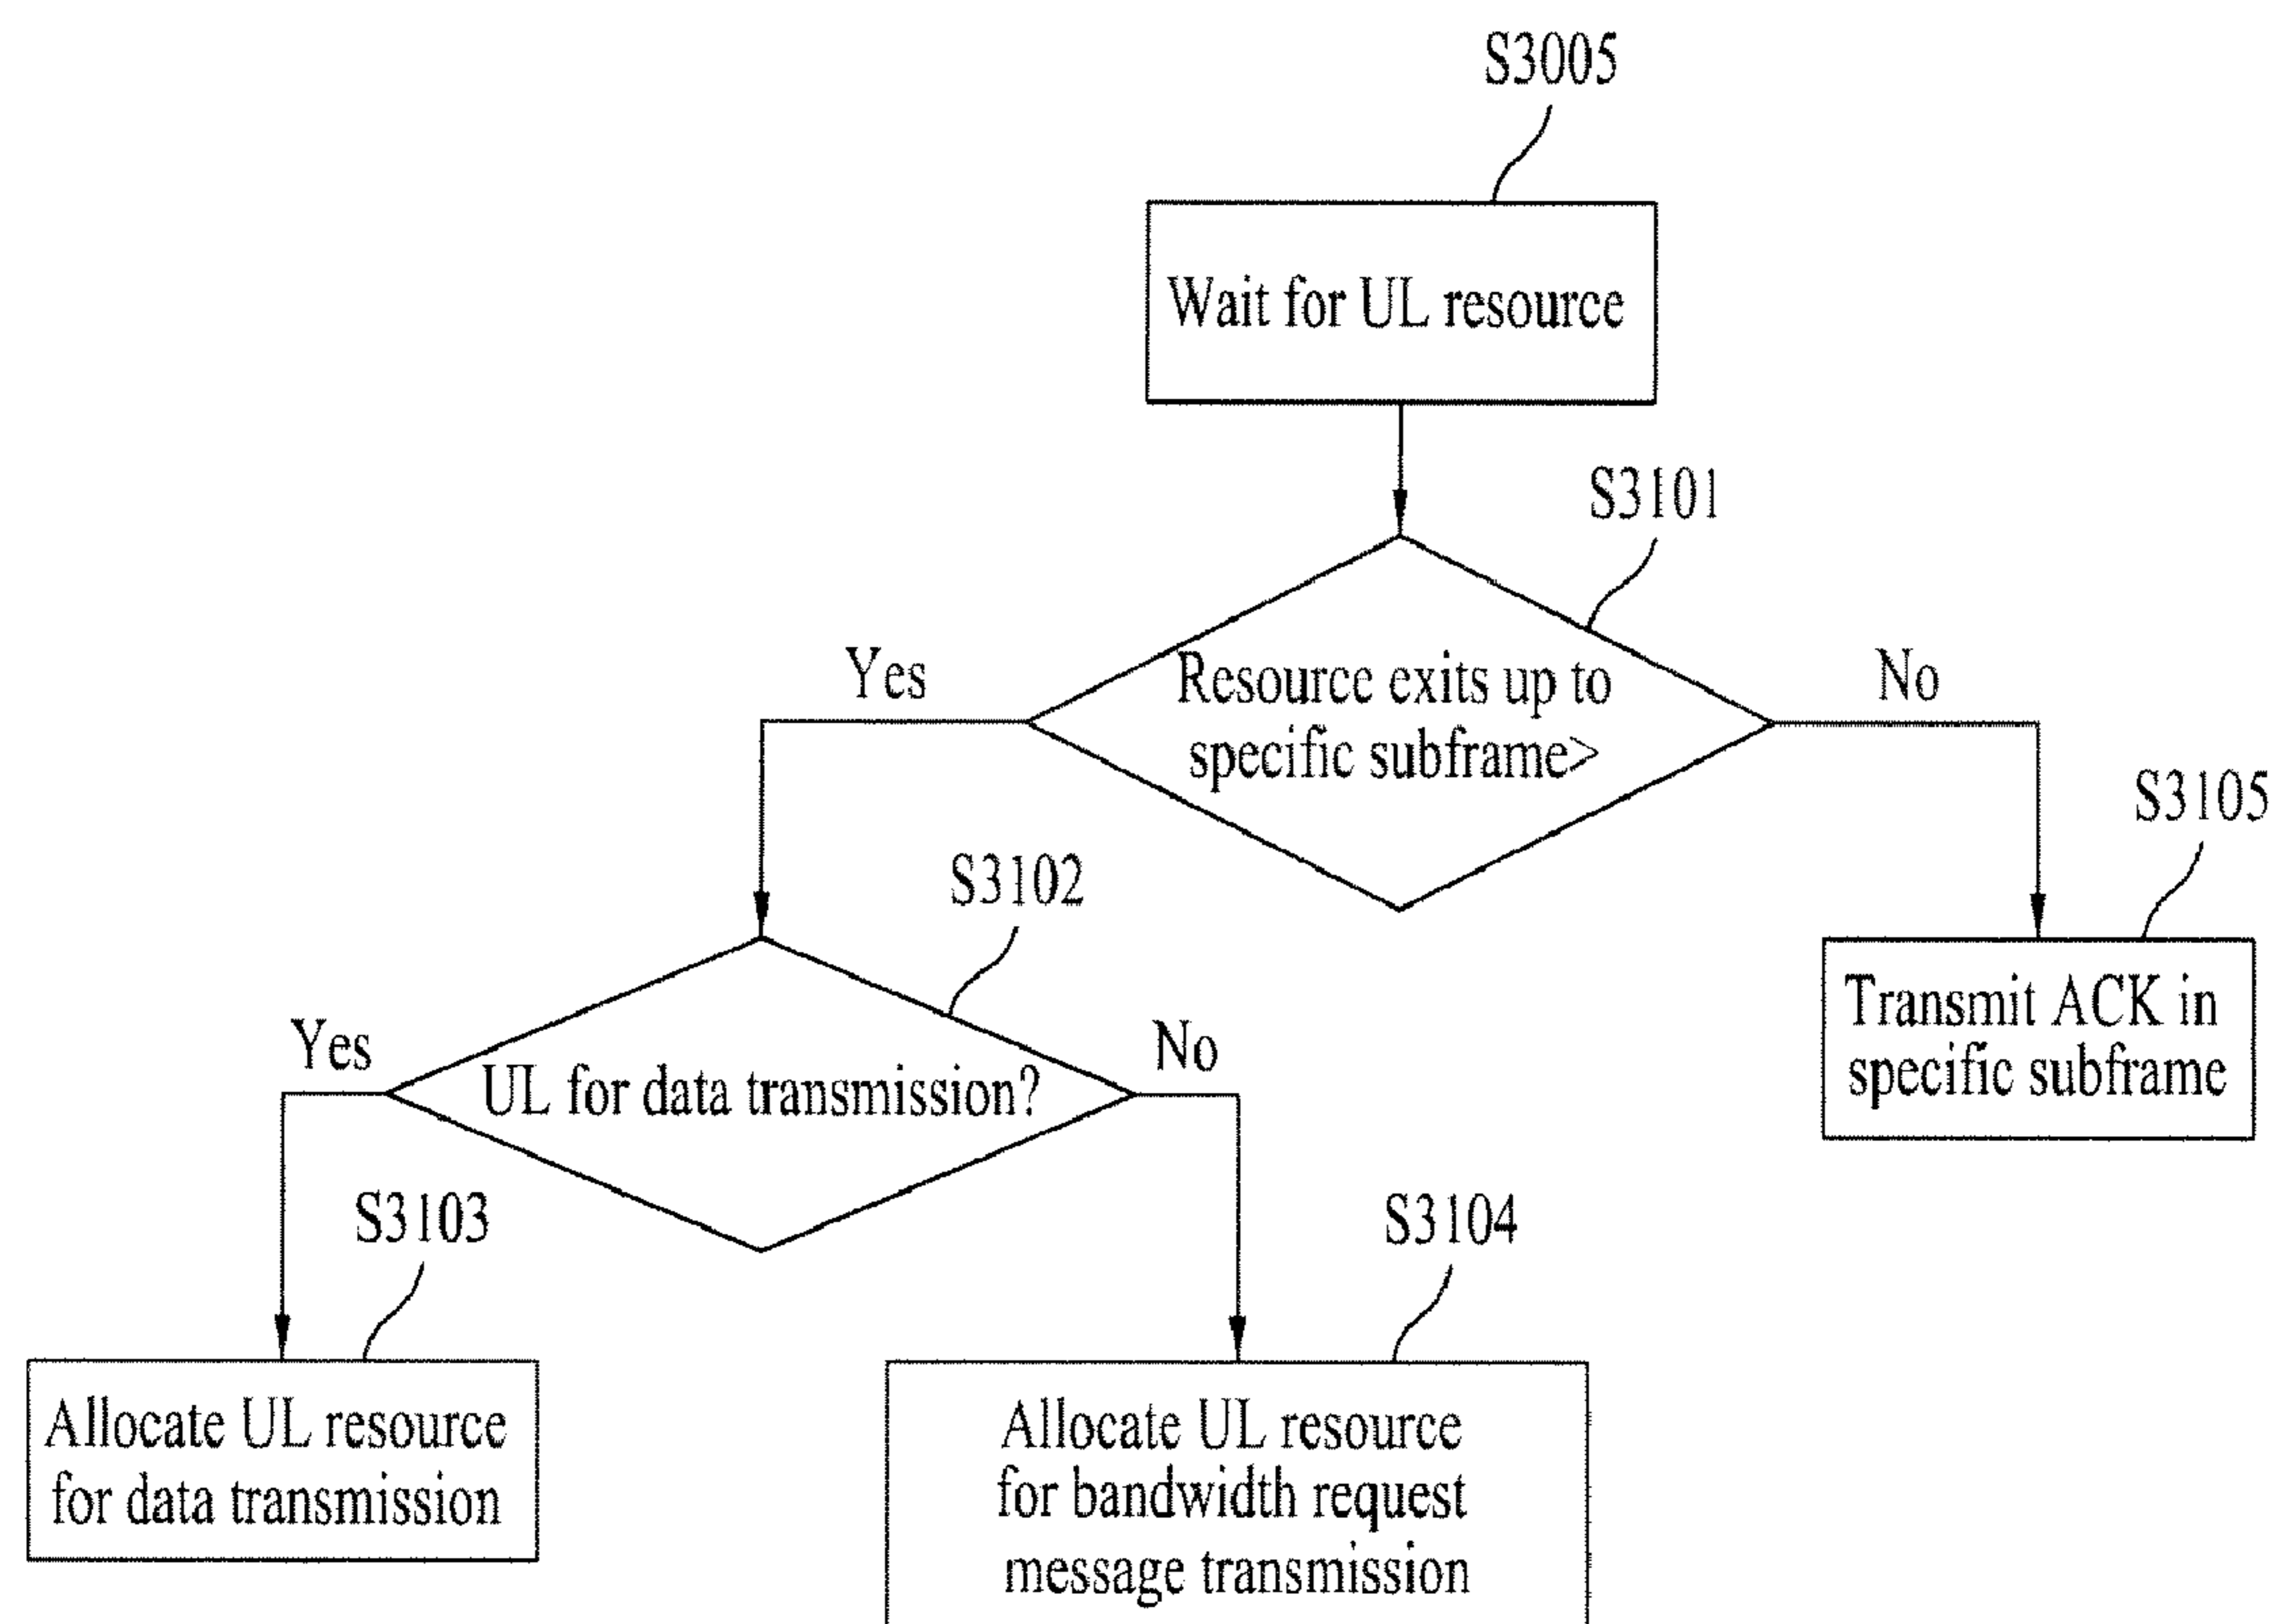 S3005
Wait for UL resource
S3101
Yes
Resource exits up to
specific subframe>
No
S3105
Transmit ACK in
specific subframe
S3102
Yes
UL for data transmission?
No
S3103
Allocate UL resource
for data transmission
S3104
Allocate UL resource
for bandwidth request
message transmission